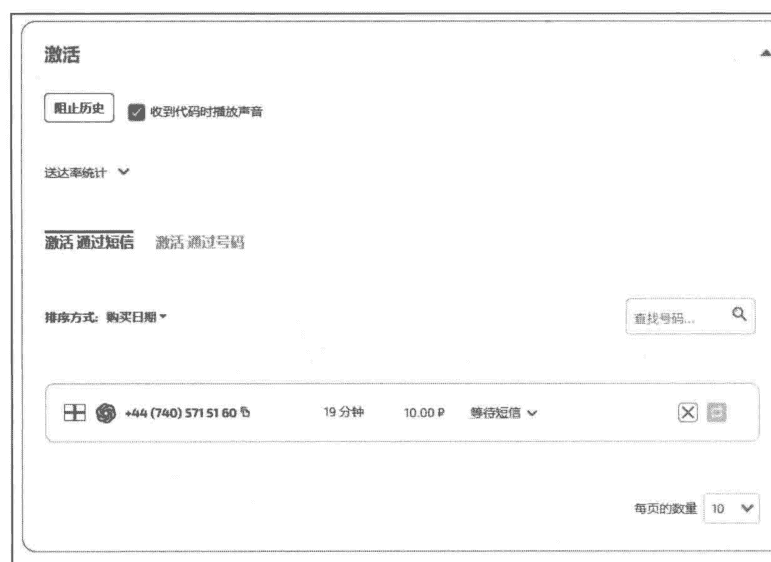 激活
阻止历史 收到代码时播放声音
送达率统计
激活 通过短信 激活 通过号码
排序方式: 购买日期
查找号码...
+44 (740) 571 51 60 19 分钟 10.00 ₽ 等待短信
每页的数量 10